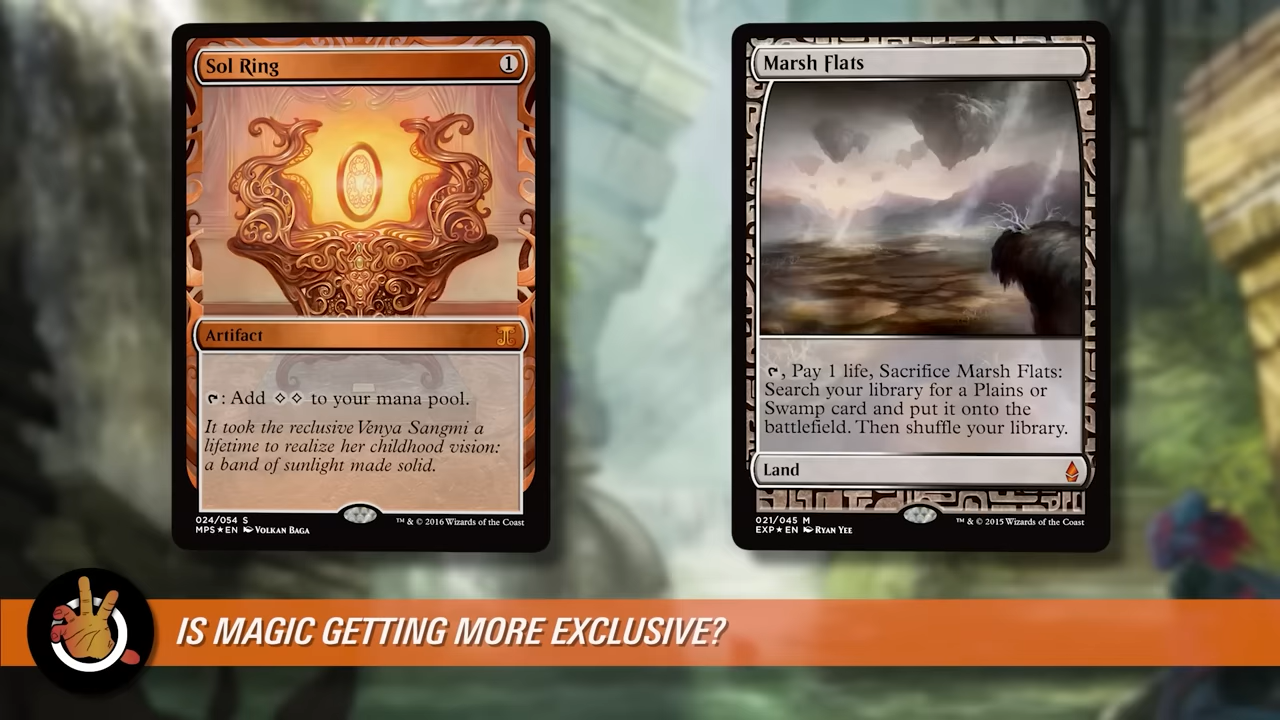 Sol Ring 1
Artifact
: Add to your mana pool.
It took the reclusive Venya Sangmi a
lifetime to realize her childhood vision:
a band of sunlight made solid.
024/054 S
MPS ★ EN Volkan Baga
™ & © 2016 Wizards of the Coast
Marsh Flats
, Pay 1 life, Sacrifice Marsh Flats:
Search your library for a Plains or
Swamp card and put it onto the
battlefield. Then shuffle your library.
Land
021/045 M
EXP ★ EN Ryan Yee
™ & © 2015 Wizards of the Coast
IS MAGIC GETTING MORE EXCLUSIVE?